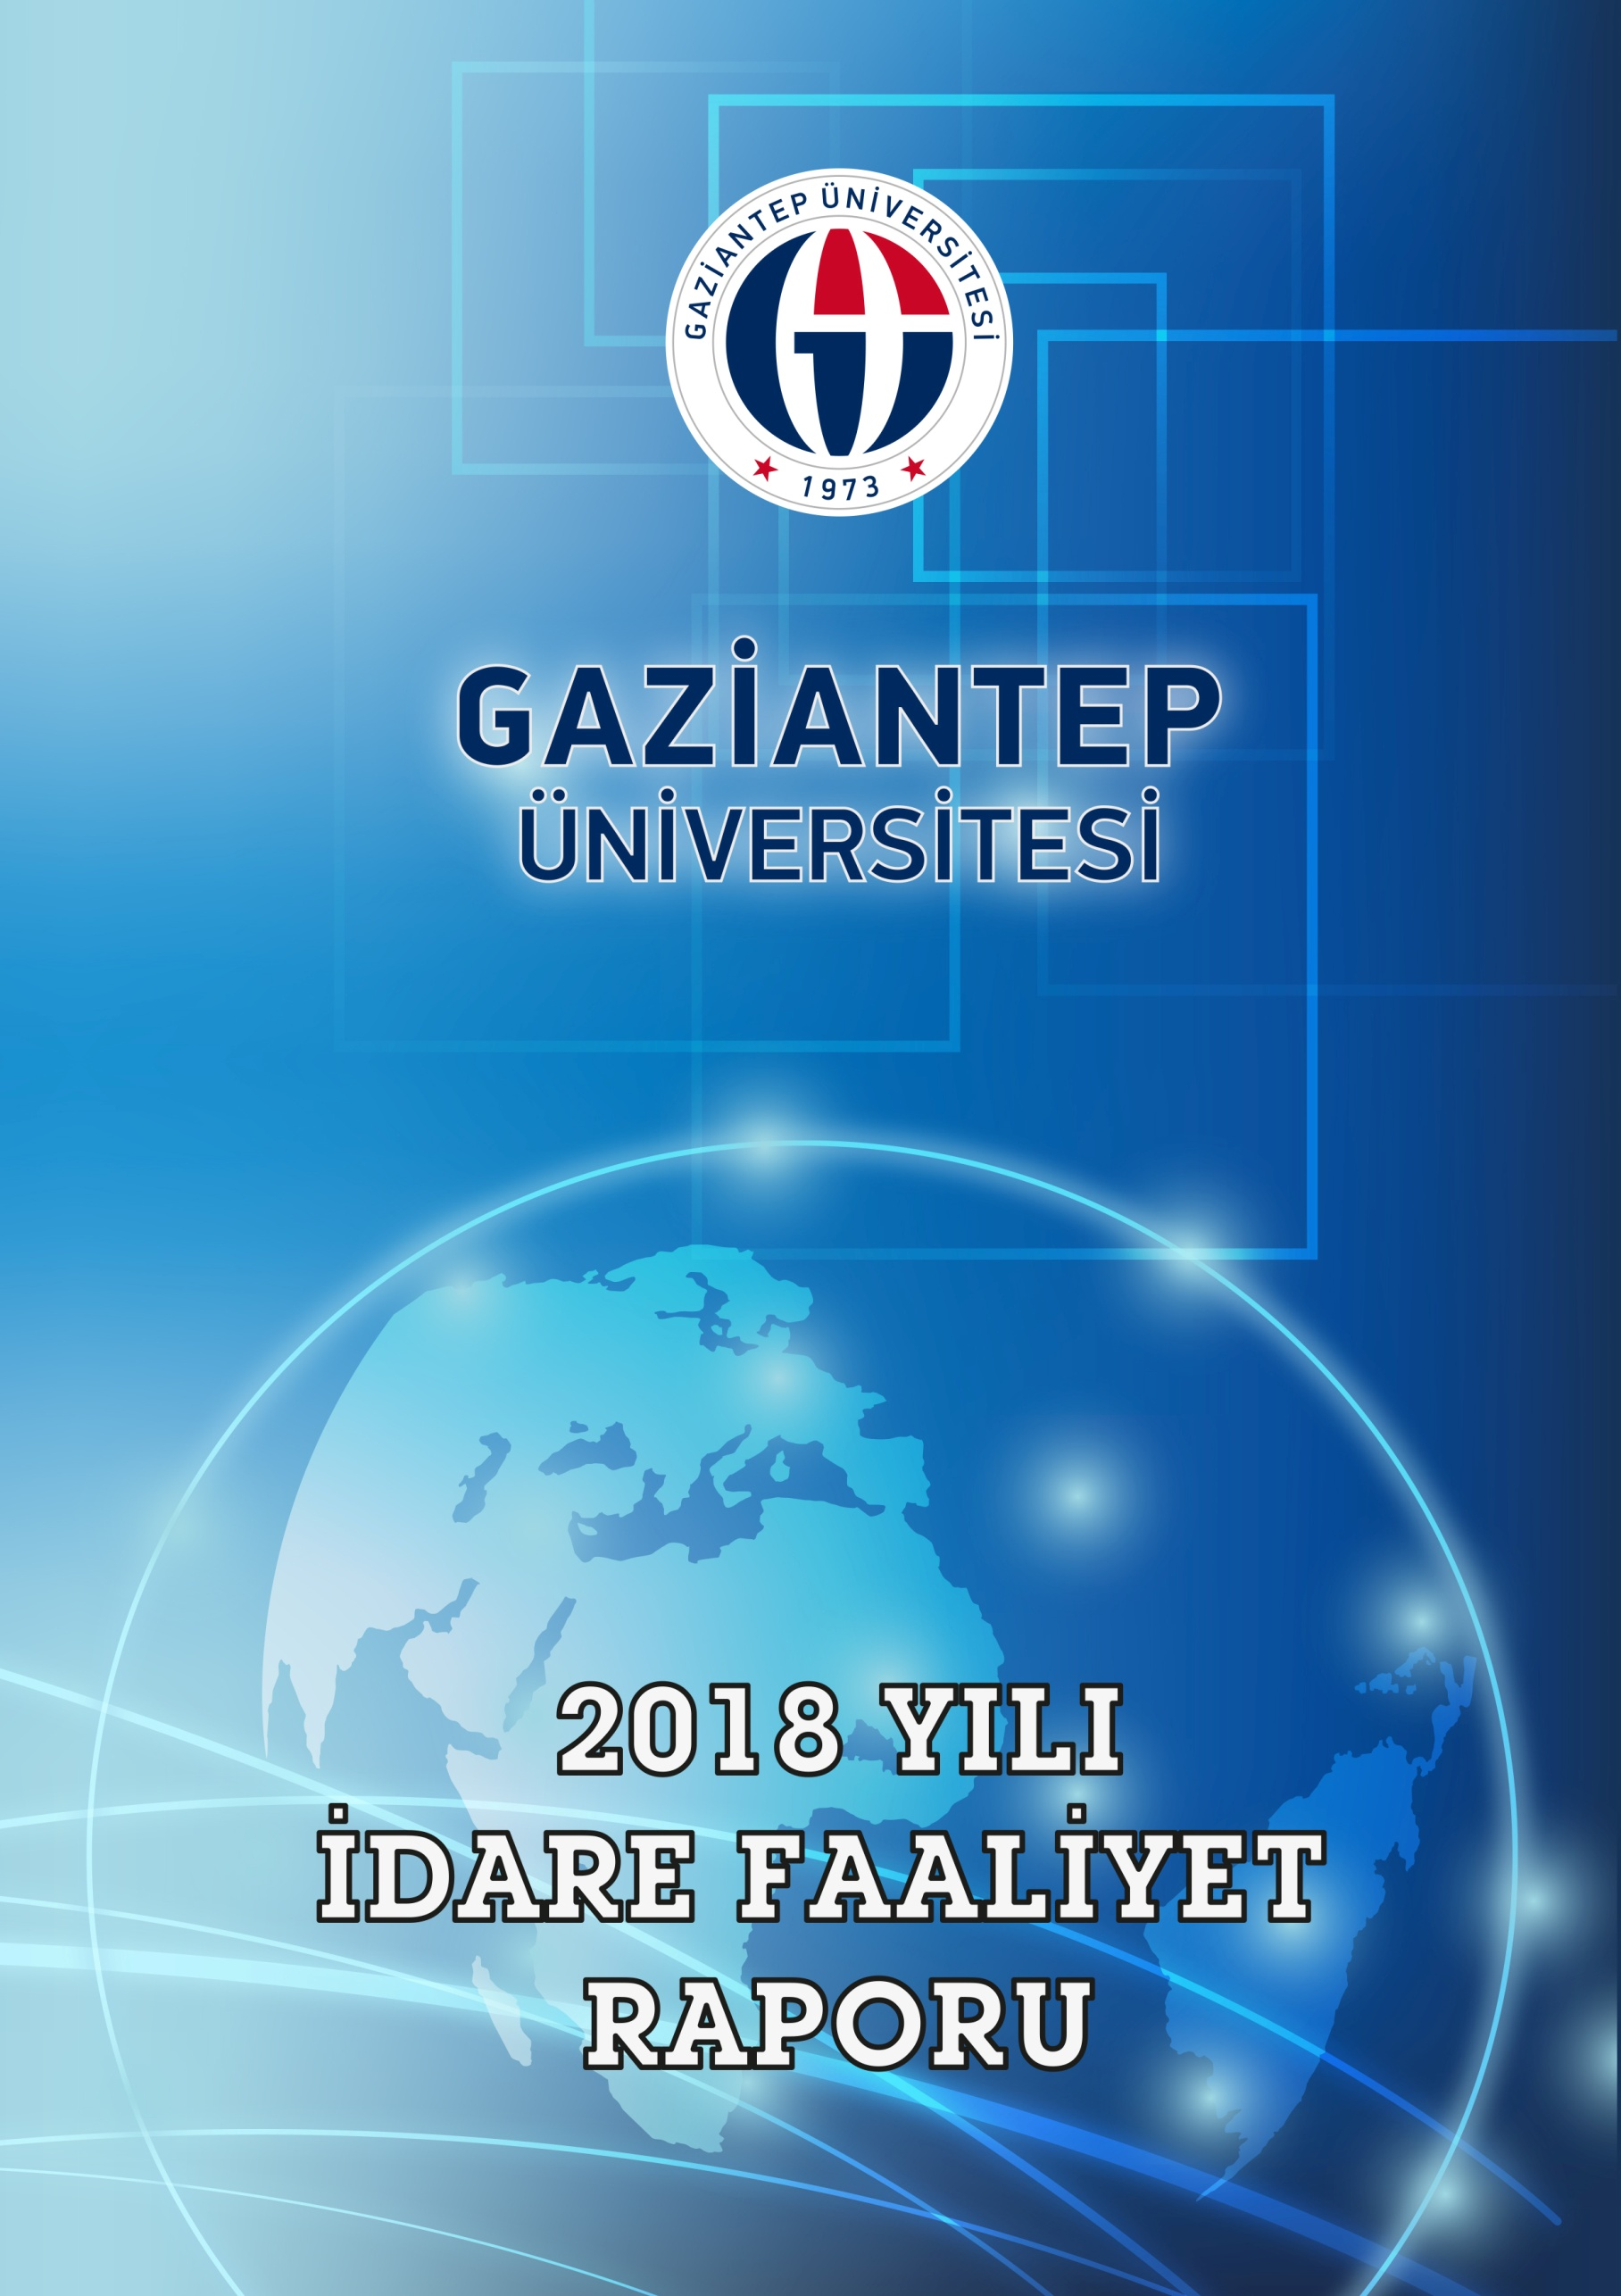 GAZİANTEP ÜNİVERSİTESİ
1973
GAZİANTEP
ÜNİVERSİTESİ
2018 YILI
İDARE FAALİYET
RAPORU